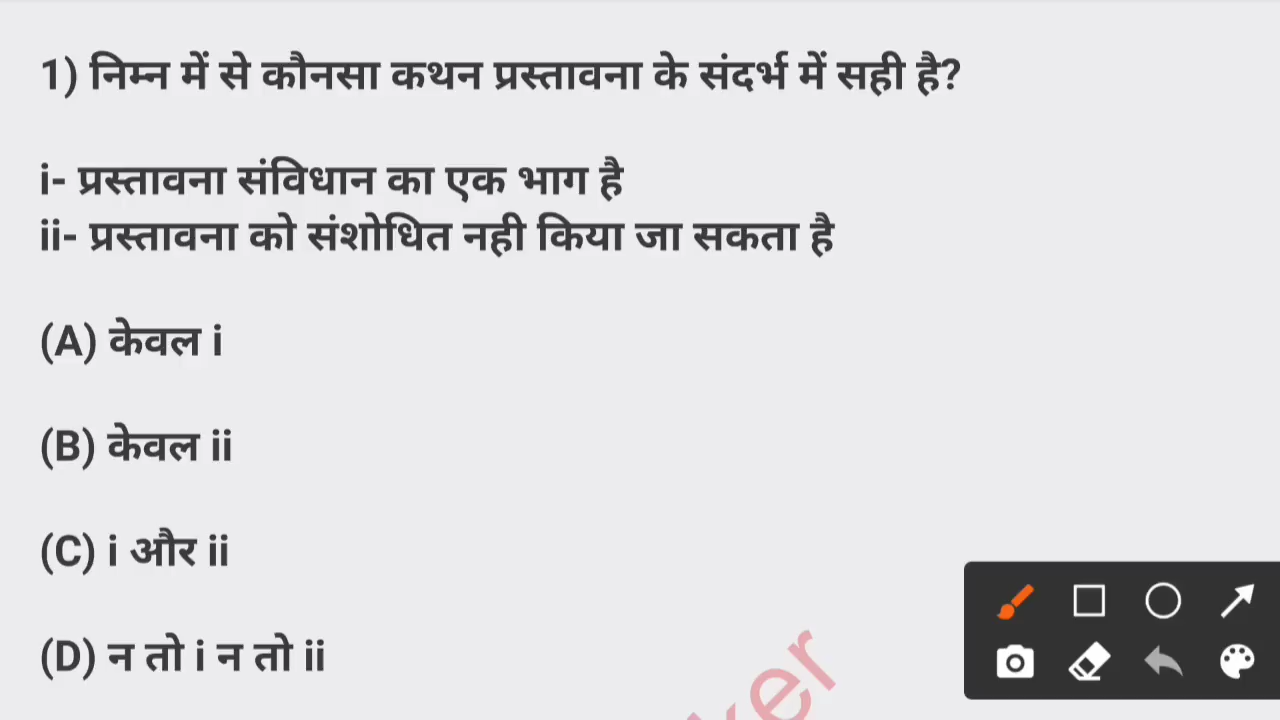 1) निम्न में से कौनसा कथन प्रस्तावना के संदर्भ में सही है?
i- प्रस्तावना संविधान का एक भाग है
ii- प्रस्तावना को संशोधित नही किया जा सकता है
(A) केवल i
(B) केवल ii
(C) i और ii
(D) न तो i न तो ii